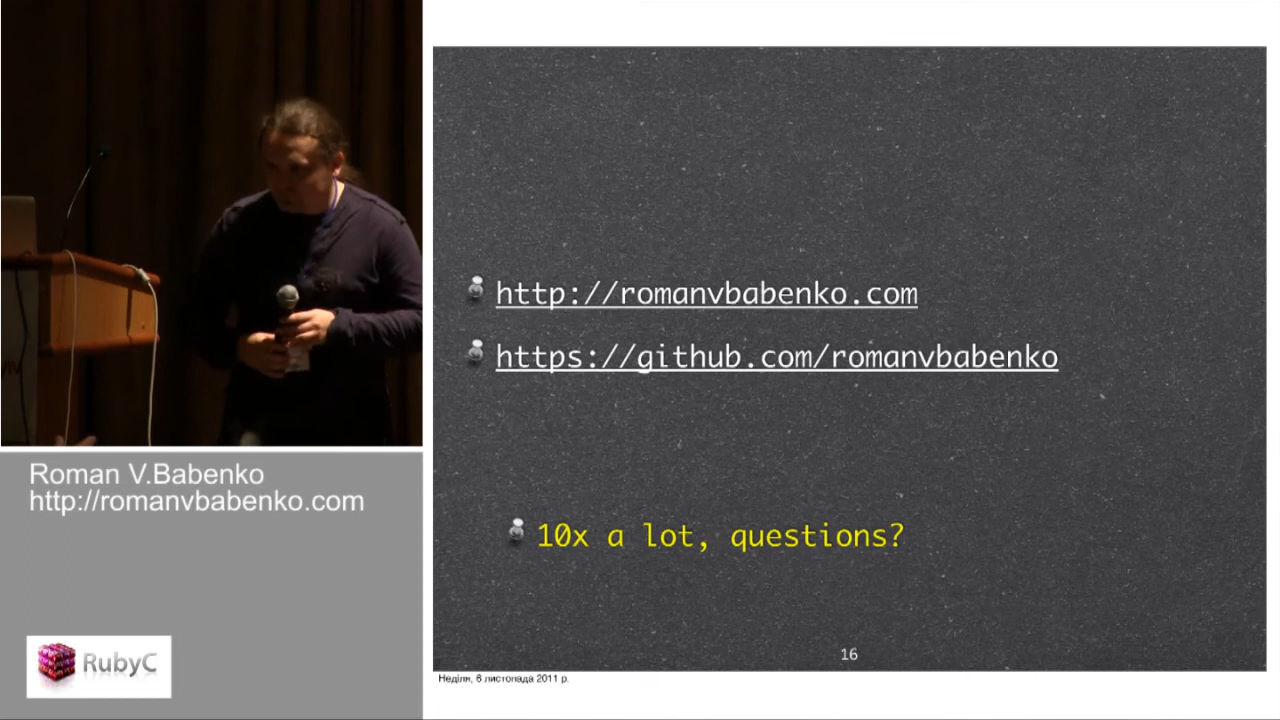 http://romanvbabenko.com
https://github.com/romanvbabenko
10x a lot, questions?
16
Неділя, 6 листопада 2011 р.
Roman V.Babenko
http://romanvbabenko.com
RubyC